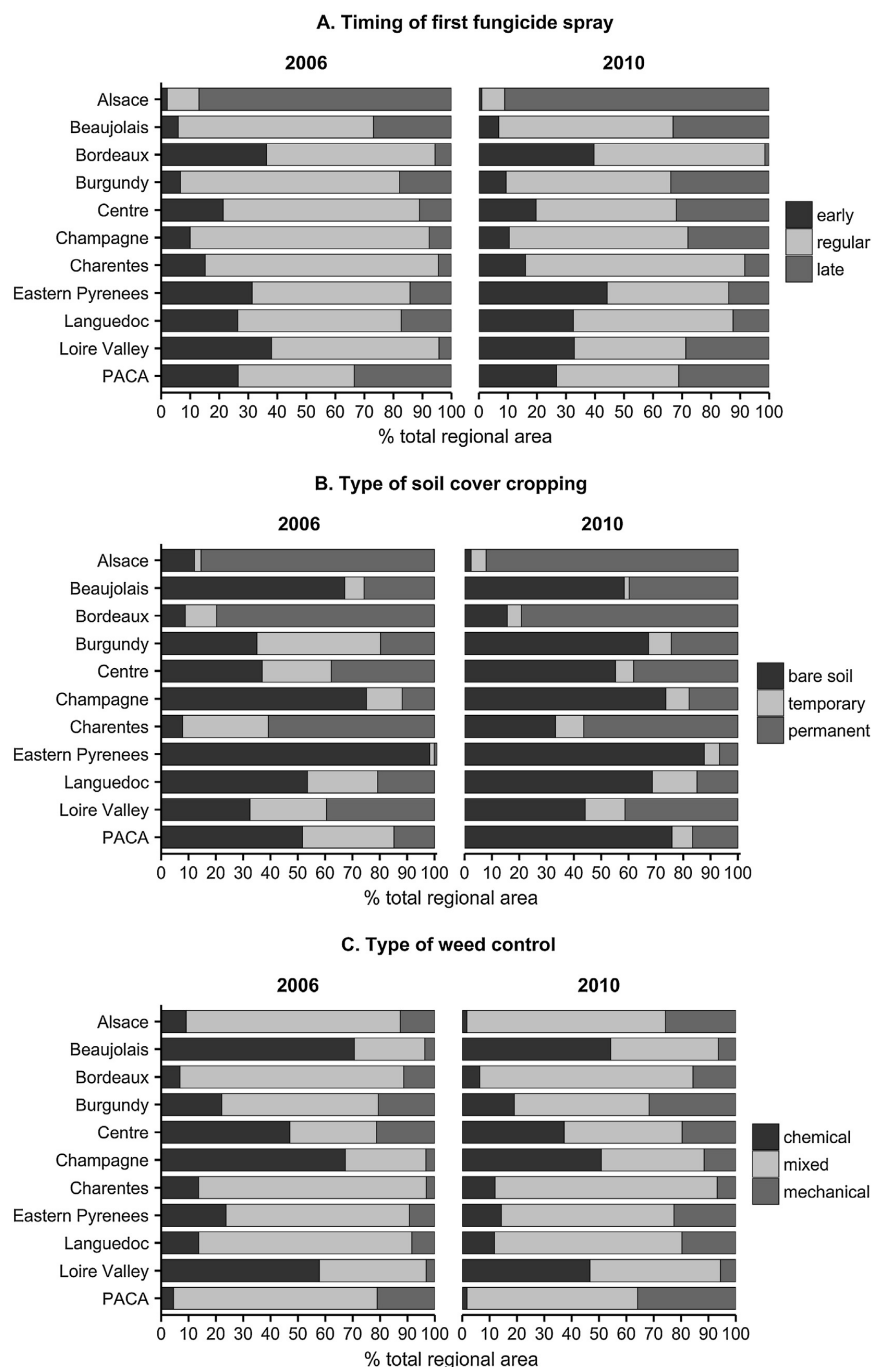 A. Timing of first fungicide spray
2006 2010
Alsace
Beaujolais
Bordeaux
Burgundy
Centre
Champagne
Charentes
Eastern Pyrenees
Languedoc
Loire Valley
PACA
early
regular
late
0 10 20 30 40 50 60 70 80 90 100 0 10 20 30 40 50 60 70 80 90 100
% total regional area
B. Type of soil cover cropping
2006 2010
Alsace
Beaujolais
Bordeaux
Burgundy
Centre
Champagne
Charentes
Eastern Pyrenees
Languedoc
Loire Valley
PACA
bare soil
temporary
permanent
0 10 20 30 40 50 60 70 80 90 100 0 10 20 30 40 50 60 70 80 90 100
% total regional area
C. Type of weed control
2006 2010
Alsace
Beaujolais
Bordeaux
Burgundy
Centre
Champagne
Charentes
Eastern Pyrenees
Languedoc
Loire Valley
PACA
chemical
mixed
mechanical
0 10 20 30 40 50 60 70 80 90 100 0 10 20 30 40 50 60 70 80 90 100
% total regional area